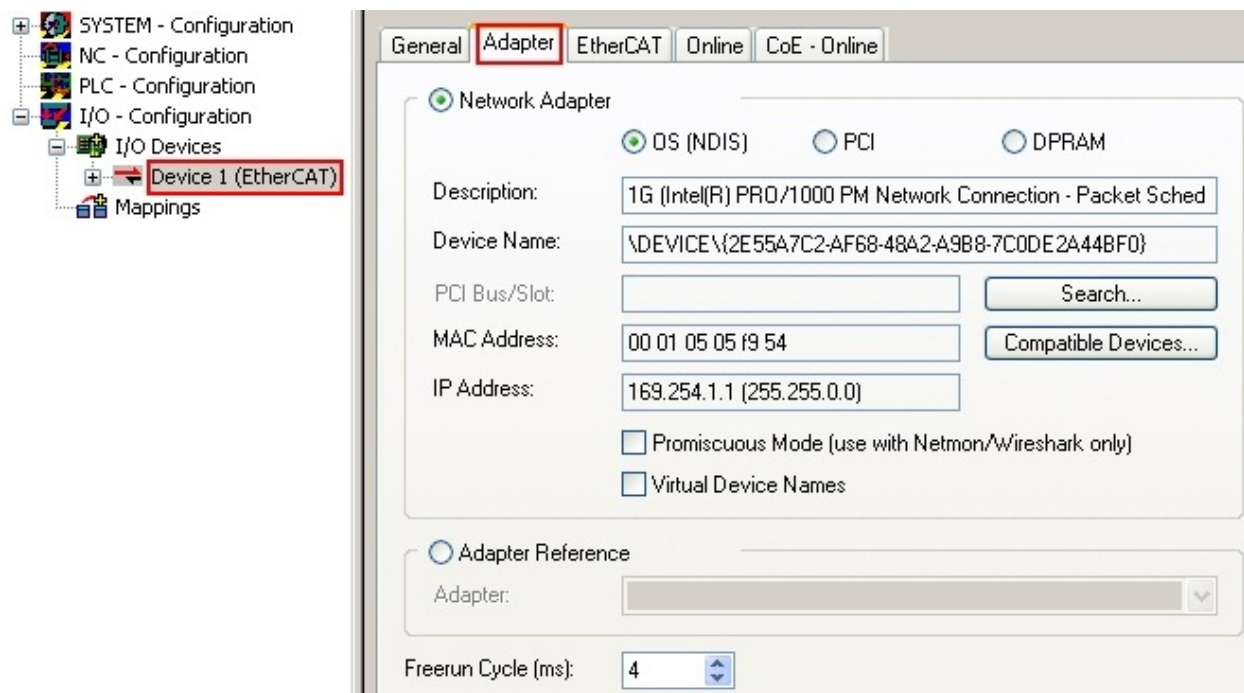 SYSTEM - Configuration
NC - Configuration
PLC - Configuration
I/O - Configuration
I/O Devices
Device 1 (EtherCAT)
Mappings
General Adapter EtherCAT Online CoE - Online
Network Adapter
OS (NDIS) PCI DPRAM
Description: 1G (Intel(R) PRO/1000 PM Network Connection - Packet Sched
Device Name: \DEVICE\{2E55A7C2-AF68-48A2-A9B8-7C0DE2A44BF0}
PCI Bus/Slot: Search...
MAC Address: 00 01 05 05 f9 54 Compatible Devices...
IP Address: 169.254.1.1 (255.255.0.0)
Promiscuous Mode (use with Netmon/Wireshark only)
Virtual Device Names
Adapter Reference
Adapter:
Freerun Cycle (ms): 4